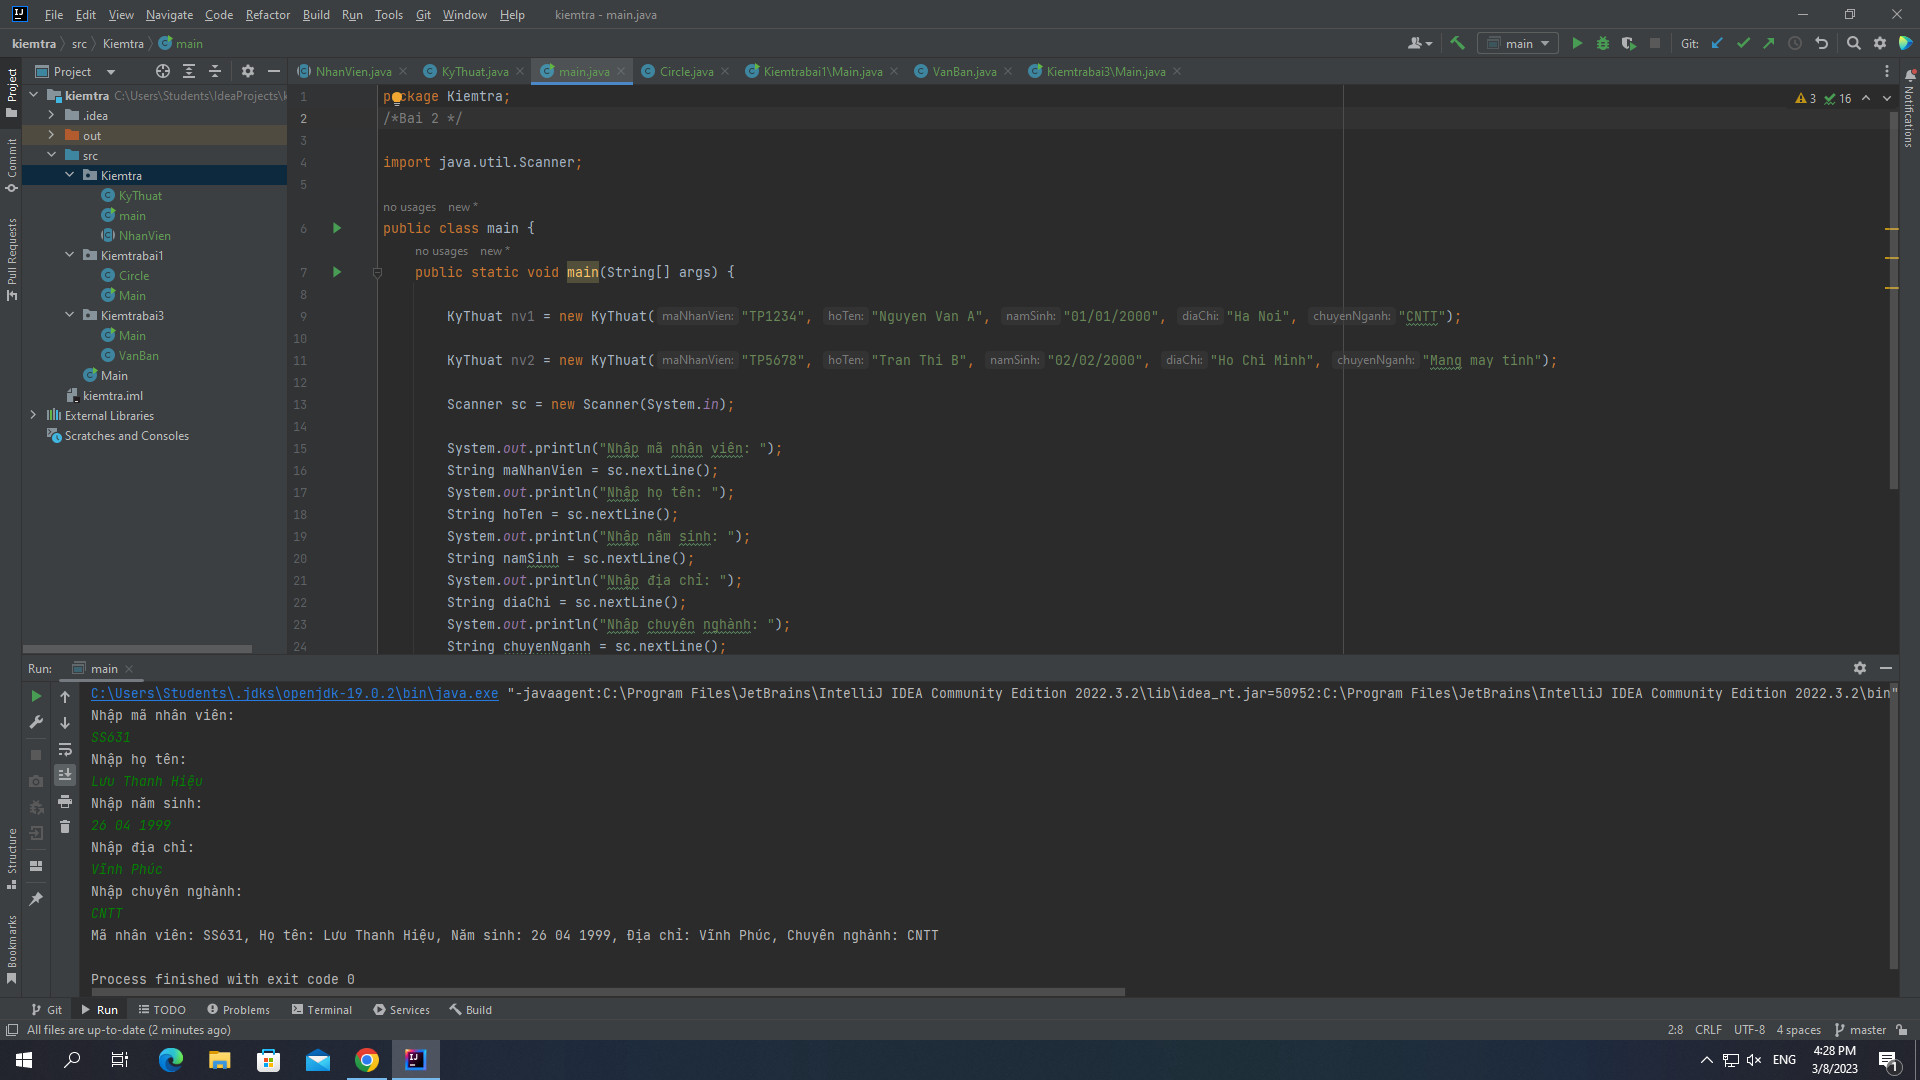 File Edit View Navigate Code Refactor Build Run Tools Git Window Help kiemtra - main.java
kiemtra src Kiemtra main
main Git:
Project
NhanVien.java KyThuat.java main.java Circle.java Kiemtrabai1\Main.java VanBan.java Kiemtrabai3\Main.java
kiemtra C:\Users\Students\IdeaProjects\k
.idea
out
src
Kiemtra
KyThuat
main
NhanVien
Kiemtrabai1
Circle
Main
Kiemtrabai3
Main
VanBan
Main
kiemtra.iml
External Libraries
Scratches and Consoles
Project
Commit
Pull Requests
Structure
Bookmarks
Notifications
3 16
1 package Kiemtra;
2 /*Bai 2 */
3
4 import java.util.Scanner;
5
no usages new *
6 public class main {
no usages new *
7 public static void main(String[] args) {
8
9 KyThuat nv1 = new KyThuat( maNhanVien: "TP1234", hoTen: "Nguyen Van A", namSinh: "01/01/2000", diaChi: "Ha Noi", chuyenNganh: "CNTT");
10
11 KyThuat nv2 = new KyThuat( maNhanVien: "TP5678", hoTen: "Tran Thi B", namSinh: "02/02/2000", diaChi: "Ho Chi Minh", chuyenNganh: "Mang may tinh");
12
13 Scanner sc = new Scanner(System.in);
14
15 System.out.println("Nhập mã nhân viên: ");
16 String maNhanVien = sc.nextLine();
17 System.out.println("Nhập họ tên: ");
18 String hoTen = sc.nextLine();
19 System.out.println("Nhập năm sinh: ");
20 String namSinh = sc.nextLine();
21 System.out.println("Nhập địa chỉ: ");
22 String diaChi = sc.nextLine();
23 System.out.println("Nhập chuyên nghành: ");
24 String chuyenNganh = sc.nextLine();
Run: main
C:\Users\Students\.jdks\openjdk-19.0.2\bin\java.exe "-javaagent:C:\Program Files\JetBrains\IntelliJ IDEA Community Edition 2022.3.2\lib\idea_rt.jar=50952:C:\Program Files\JetBrains\IntelliJ IDEA Community Edition 2022.3.2\bin"
Nhập mã nhân viên:
SS631
Nhập họ tên:
Lưu Thanh Hiệu
Nhập năm sinh:
26 04 1999
Nhập địa chỉ:
Vĩnh Phúc
Nhập chuyên nghành:
CNTT
Mã nhân viên: SS631, Họ tên: Lưu Thanh Hiệu, Năm sinh: 26 04 1999, Địa chỉ: Vĩnh Phúc, Chuyên nghành: CNTT
Process finished with exit code 0
Git Run TODO Problems Terminal Services Build
All files are up-to-date (2 minutes ago) 2:8 CRLF UTF-8 4 spaces master
ENG
4:28 PM
3/8/2023
1